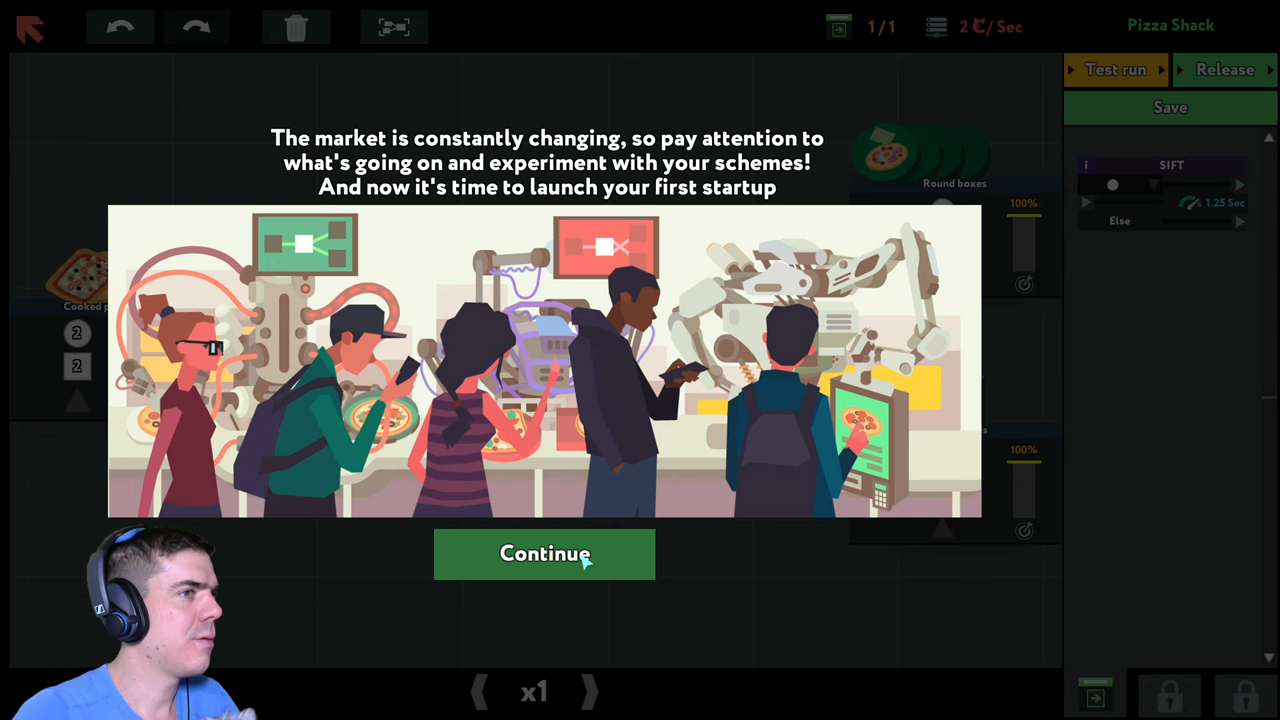 1/1
2 /Sec
Pizza Shack
Test run
Release
Save
The market is constantly changing, so pay attention to
what's going on and experiment with your schemes!
And now it's time to launch your first startup
i
SIFT
1.25 Sec
Else
Round boxes
100%
Cooked
2
2
100%
Continue
x1